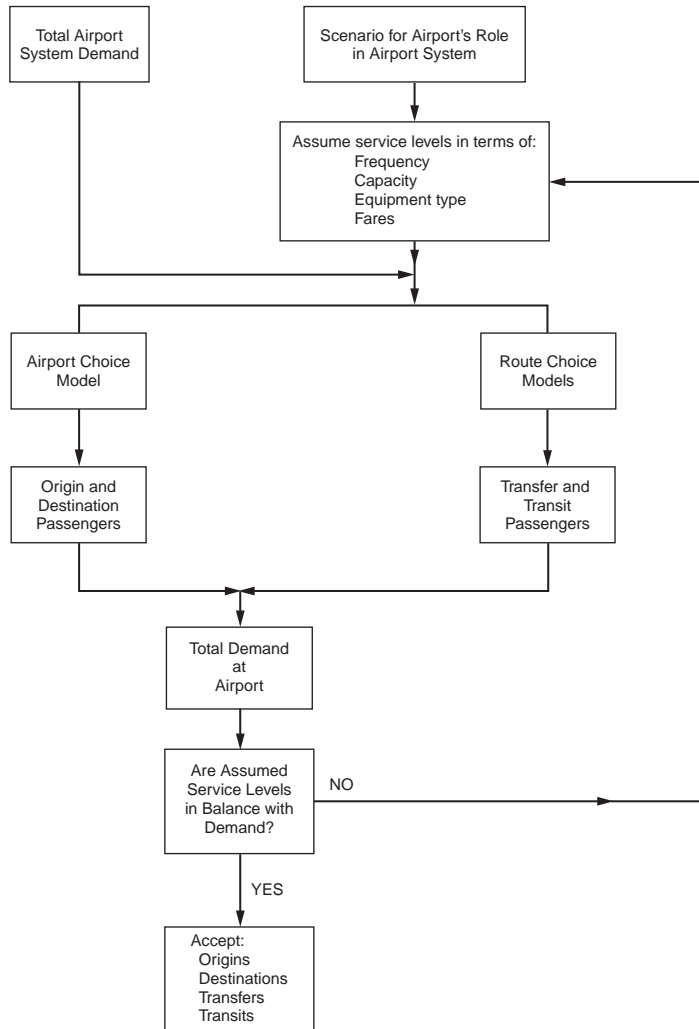 Total Airport
System Demand
Scenario for Airport’s Role
in Airport System
Assume service levels in terms of:
Frequency
Capacity
Equipment type
Fares
Airport Choice
Model
Route Choice
Models
Origin and
Destination
Passengers
Transfer and
Transit
Passengers
Total Demand
at
Airport
Are Assumed
Service Levels
in Balance with
Demand?
NO
YES
Accept:
Origins
Destinations
Transfers
Transits